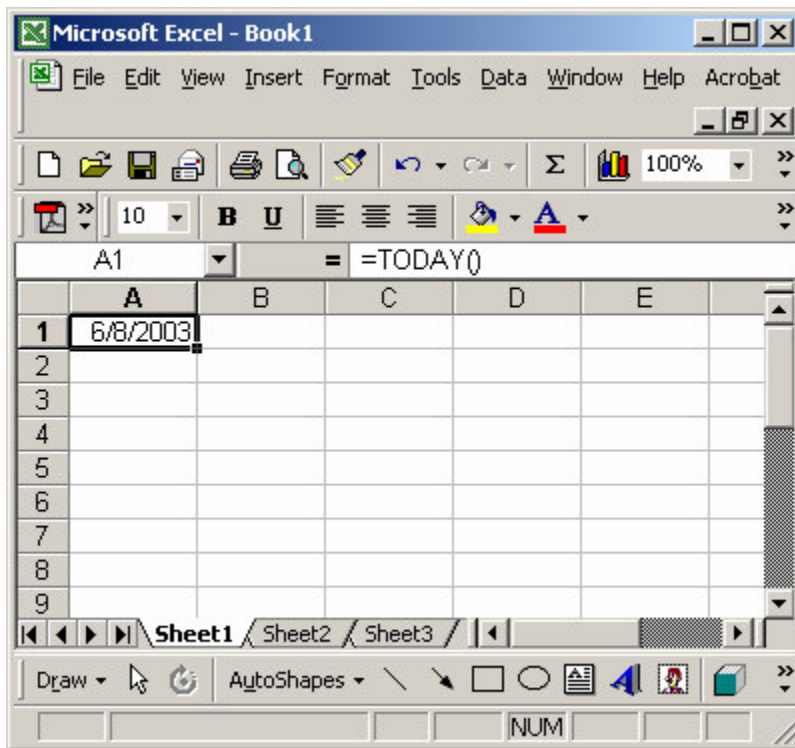 Microsoft Excel - Book1
File Edit View Insert Format Tools Data Window Help Acrobat
Σ 100%
10 B U A
A1 = =TODAY()
A B C D E
1 6/8/2003
2
3
4
5
6
7
8
9
Sheet1 Sheet2 Sheet3
Draw AutoShapes A
NUM